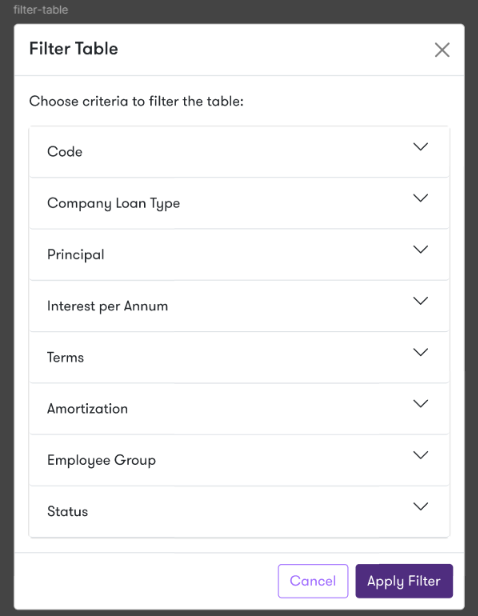 filter-table
Filter Table
Choose criteria to filter the table:
Code
Company Loan Type
Principal
Interest per Annum
Terms
Amortization
Employee Group
Status
Cancel
Apply Filter